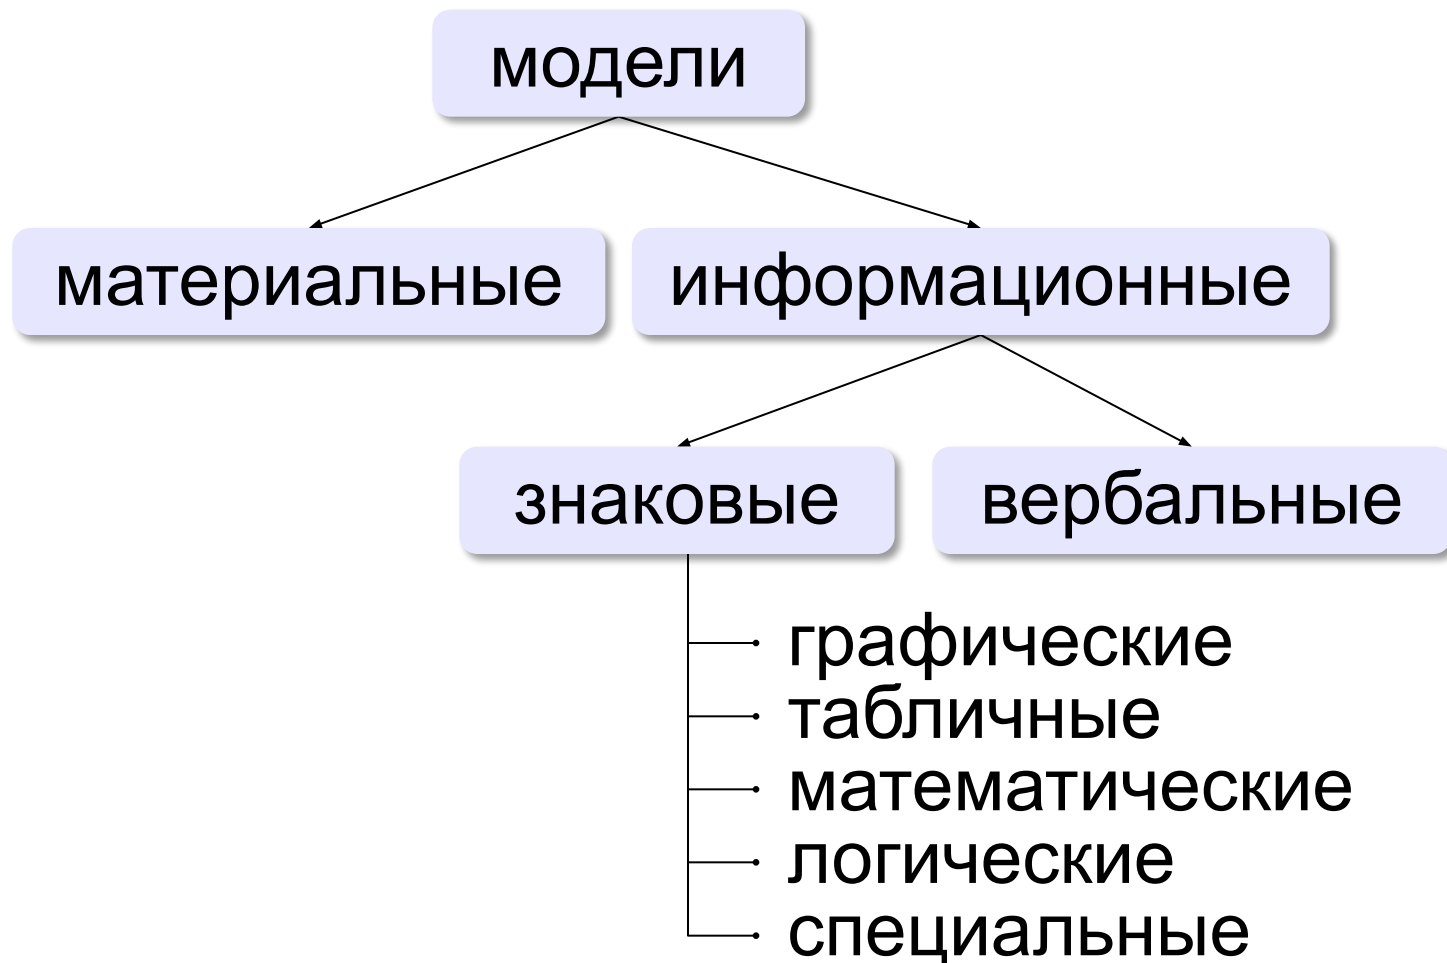 модели
материальные
информационные
знаковые
вербальные
графические
табличные
математические
логические
специальные